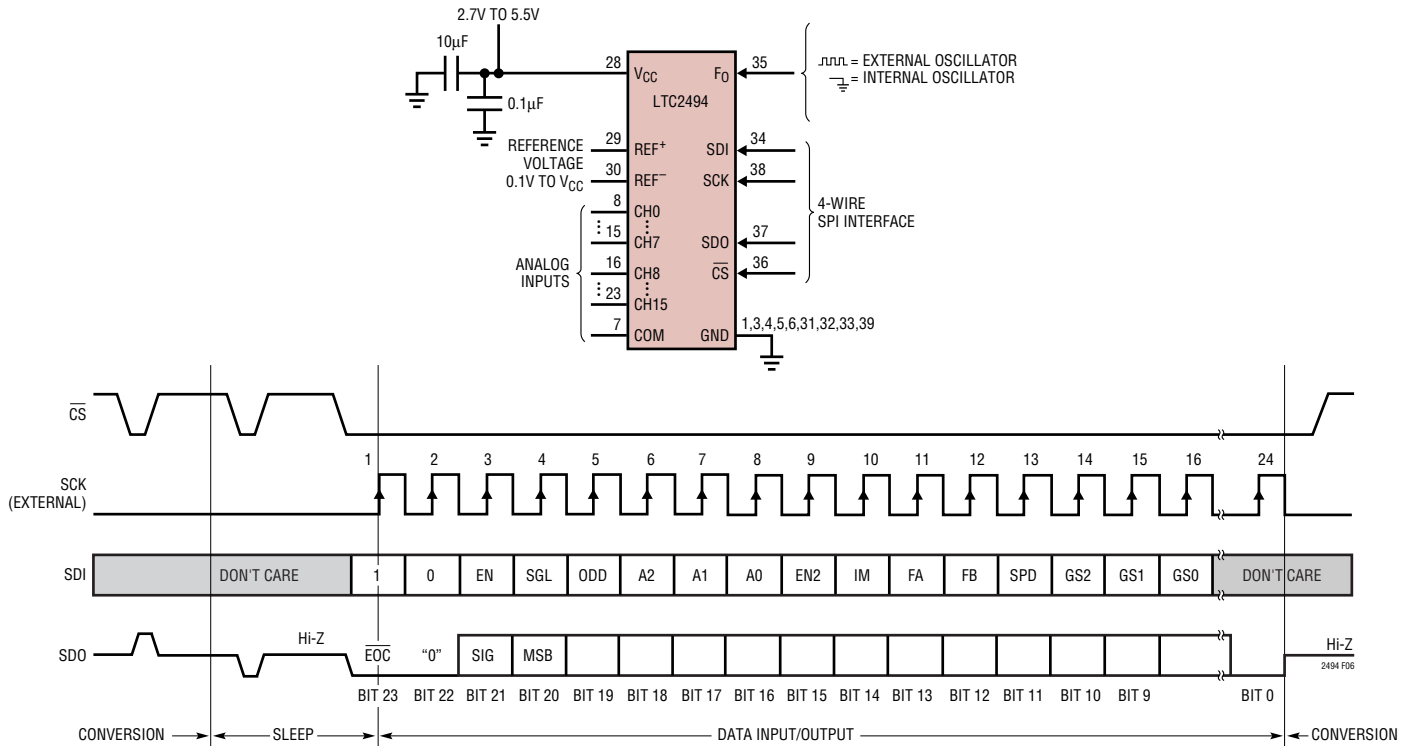 2.7V TO 5.5V
10µF
0.1µF
28
VCC
FO
35
= EXTERNAL OSCILLATOR
= INTERNAL OSCILLATOR
LTC2494
REFERENCE
VOLTAGE
0.1V TO VCC
29
REF+
30
REF–
SDI
34
SCK
38
4-WIRE
SPI INTERFACE
8
CH0
15
CH7
SDO
37
ANALOG
INPUTS
16
CH8
CS
36
23
CH15
7
COM
GND
1,3,4,5,6,31,32,33,39
CS
1 2 3 4 5 6 7 8 9 10 11 12 13 14 15 16 24
SCK
(EXTERNAL)
SDI DON'T CARE 1 0 EN SGL ODD A2 A1 A0 EN2 IM FA FB SPD GS2 GS1 GS0 DON'T CARE
SDO Hi-Z EOC "0" SIG MSB Hi-Z
2494 F06
BIT 23 BIT 22 BIT 21 BIT 20 BIT 19 BIT 18 BIT 17 BIT 16 BIT 15 BIT 14 BIT 13 BIT 12 BIT 11 BIT 10 BIT 9 BIT 0
CONVERSION SLEEP DATA INPUT/OUTPUT CONVERSION